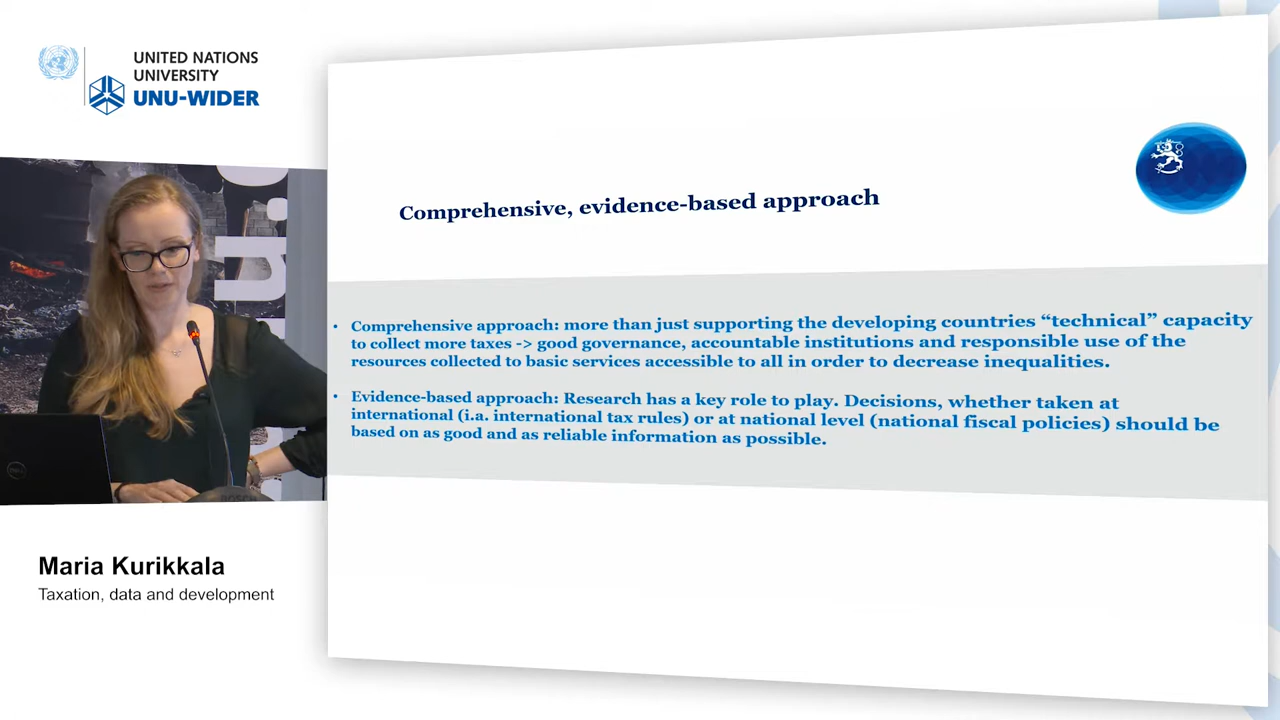 UNITED NATIONS
UNIVERSITY
UNU-WIDER
Comprehensive, evidence-based approach
• Comprehensive approach: more than just supporting the developing countries “technical” capacity
to collect more taxes -> good governance, accountable institutions and responsible use of the
resources collected to basic services accessible to all in order to decrease inequalities.
• Evidence-based approach: Research has a key role to play. Decisions, whether taken at
international (i.a. international tax rules) or at national level (national fiscal policies) should be
based on as good and as reliable information as possible.
BOSCH
Maria Kurikkala
Taxation, data and development